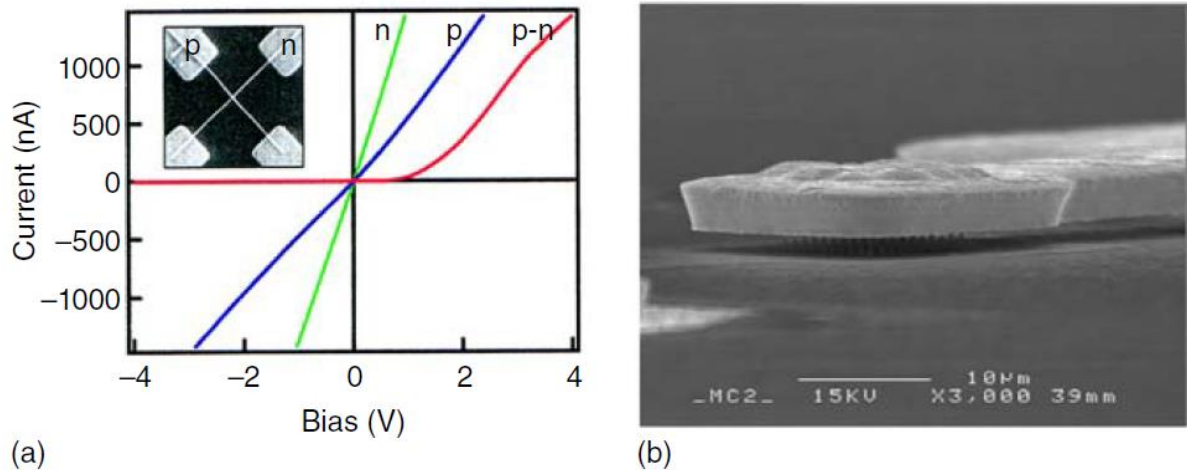 p n
n p p-n
1000
500
0
−500
−1000
Current (nA)
−4 −2 0 2 4
Bias (V)
(a)
10µm
_MC2_ 15KV X3,000 39mm
(b)